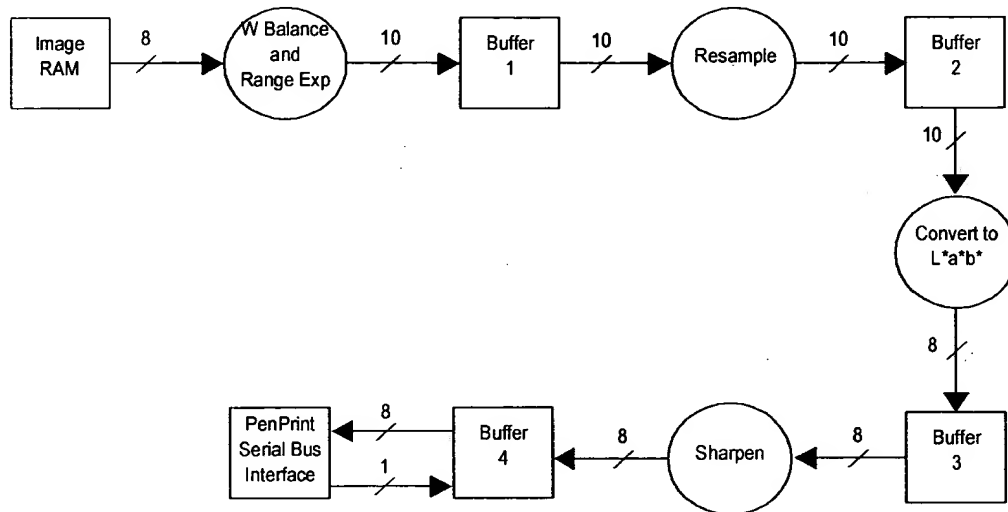 Image
RAM
8
W Balance
and
Range Exp
10
Buffer
1
10
Resample
10
Buffer
2
10
Convert to
L*a*b*
8
Buffer
3
8
Sharpen
8
Buffer
4
8
1
PenPrint
Serial Bus
Interface